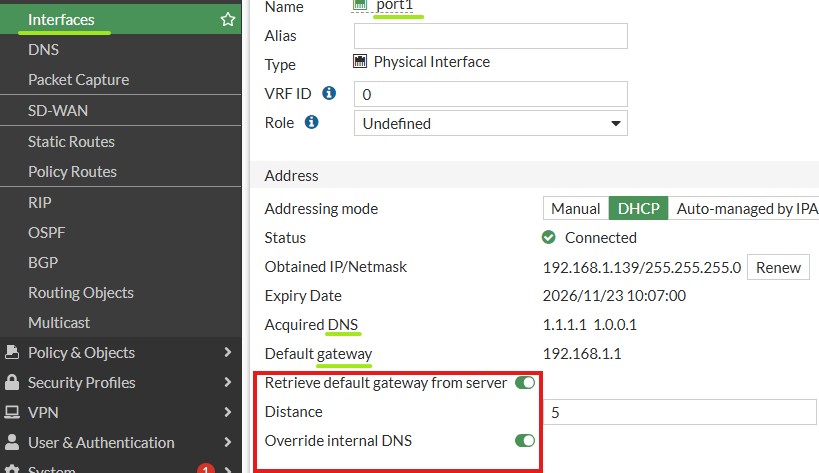 Interfaces
DNS
Packet Capture
SD-WAN
Static Routes
Policy Routes
RIP
OSPF
BGP
Routing Objects
Multicast
Policy & Objects
Security Profiles
VPN
User & Authentication
System 1
Name port1
Alias
Type Physical Interface
VRF ID 0
Role Undefined
Address
Addressing mode Manual DHCP Auto-managed by IPA
Status Connected
Obtained IP/Netmask 192.168.1.139/255.255.255.0 Renew
Expiry Date 2026/11/23 10:07:00
Acquired DNS 1.1.1.1 1.0.0.1
Default gateway 192.168.1.1
Retrieve default gateway from server
Distance 5
Override internal DNS